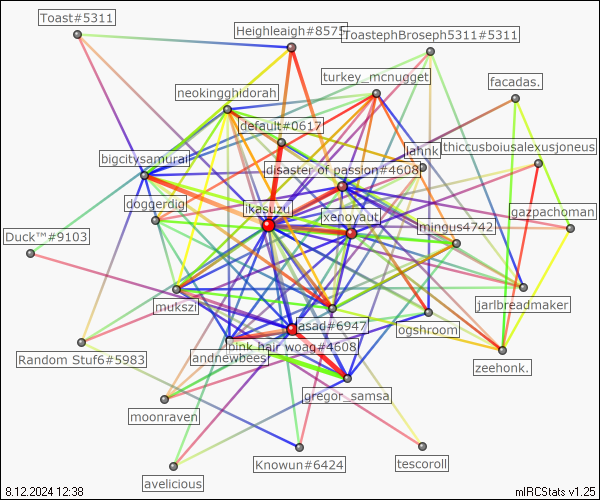 Toast#5311
Heighleaigh#8575
ToastephBroseph5311#5311
turkey_mcnugget
facadas.
neokingghidorah
default#0617
lahnk
thiccusboiusalexusjoneus
bigcitysamurai
disaster of passion#4608
doggerdig
ikasuzu
xenoyaut
gazpachoman
mingus4742
Duck™#9103
mukszi
jarlbreadmaker
asad#6947
ogshroom
pink hair woag#4608
andnewbees
Random Stuf6#5983
zeehonk.
gregor_samsa
moonraven
Knowun#6424
tescoroll
avelicious
8.12.2024 12:38
mIRCStats v1.25